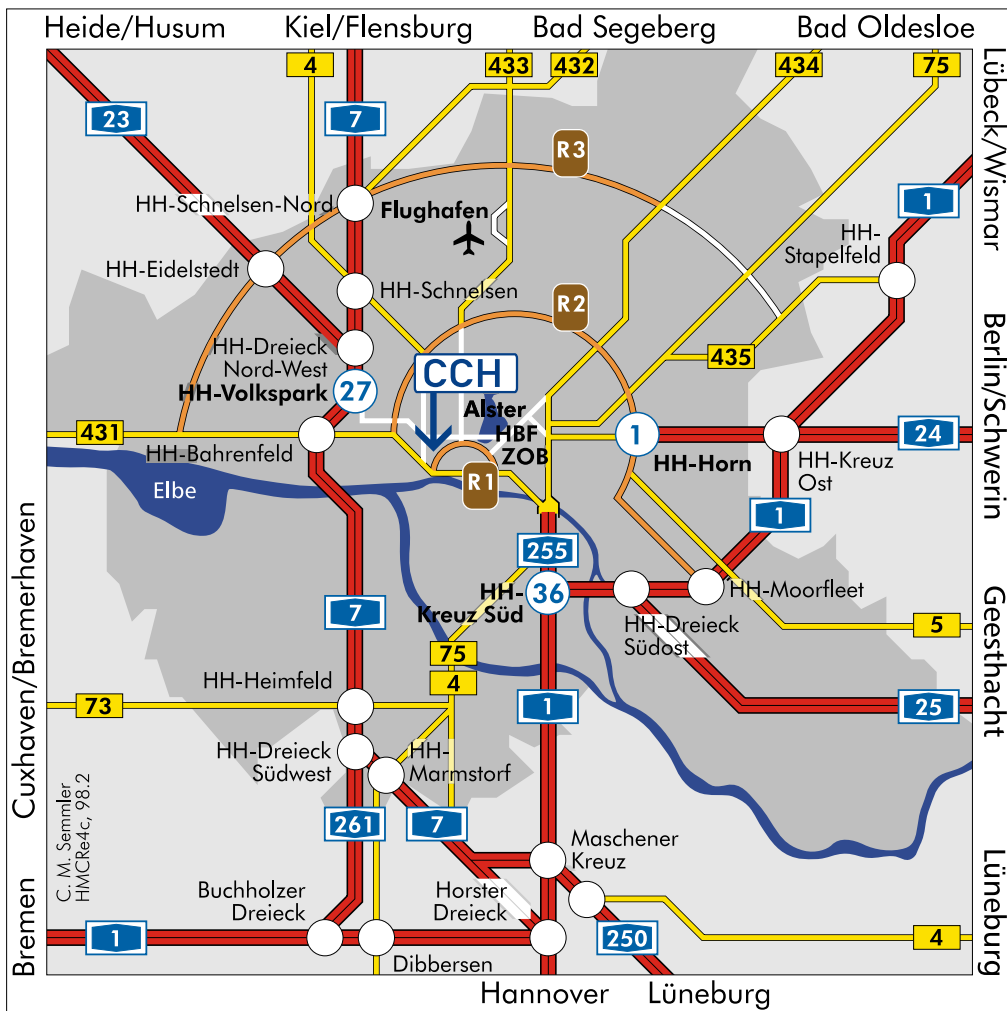 Heide/Husum
Kiel/Flensburg
Bad Segeberg
Bad Oldesloe
Lübeck/Wismar
Berlin/Schwerin
Geesthacht
Lüneburg
Cuxhaven/Bremerhaven
Bremen
4
433
432
434
75
23
7
R3
1
HH-Schnelsen-Nord
Flughafen
HH-
Stapelfeld
HH-Eidelstedt
HH-Schnelsen
R2
HH-Dreieck
Nord-West
435
HH-Volkspark
27
CCH
Alster
HBF
ZOB
431
1
24
HH-Bahrenfeld
HH-Horn
HH-Kreuz
Ost
R1
Elbe
1
255
HH-
Kreuz Süd
36
HH-Moorfleet
7
HH-Dreieck
Südost
5
75
4
HH-Heimfeld
73
1
25
HH-Dreieck
Südwest
HH-
Marmstorf
261
7
C. M. Semmler
HMCRe4c, 98.2
Maschener
Kreuz
Buchholzer
Dreieck
Horster
Dreieck
1
250
4
Dibbersen
Hannover
Lüneburg